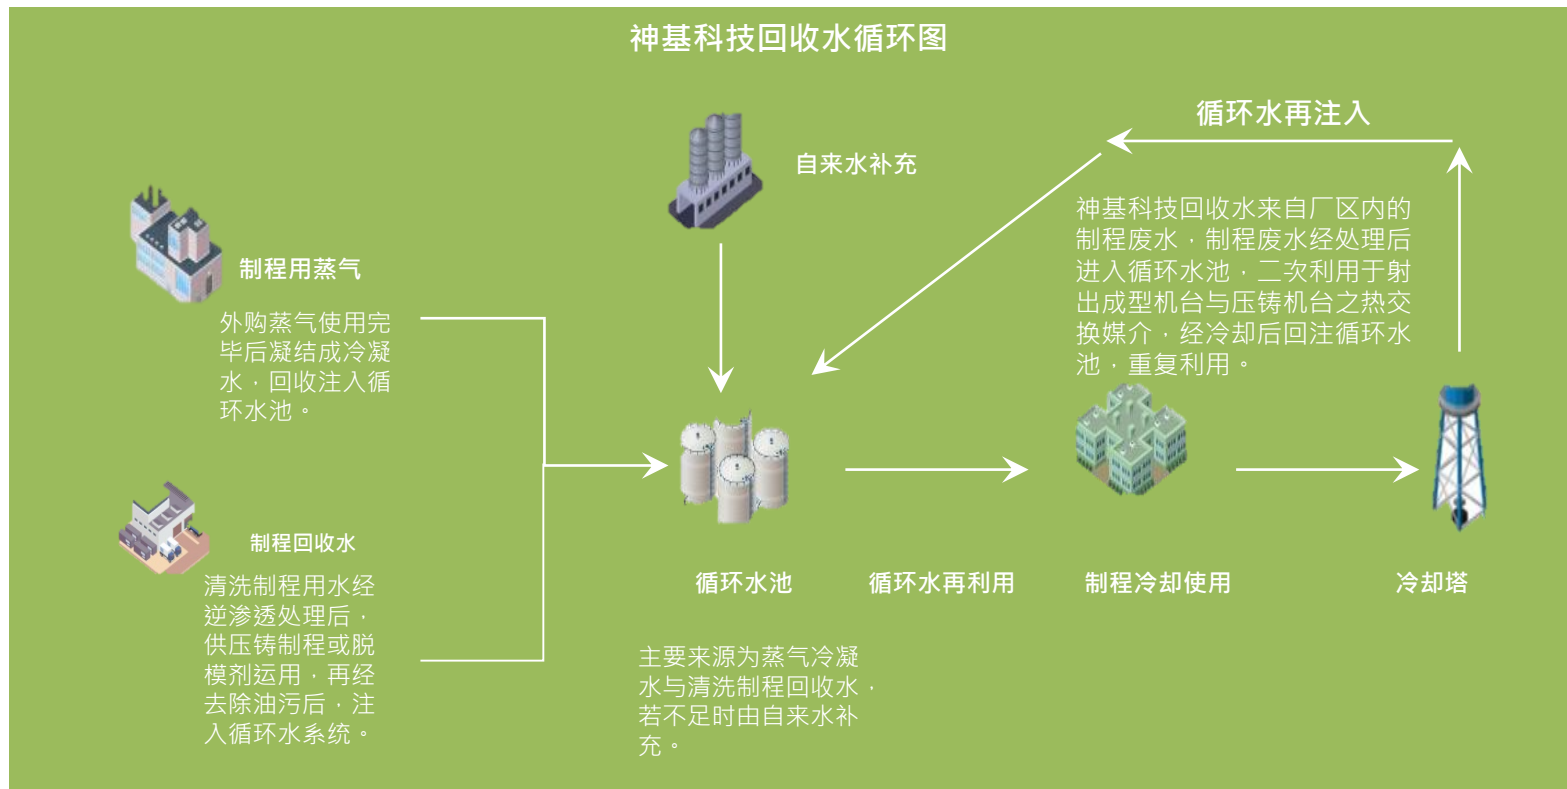 神基科技回收水循环图
循环水再注入
自来水补充
神基科技回收水来自厂区内的
制程废水，制程废水经处理后
进入循环水池，二次利用于射
出成型机台与压铸机台之热交
换媒介，经冷却后回注循环水
池，重复利用。
制程用蒸气
外购蒸气使用完
毕后凝结成冷凝
水，回收注入循
环水池。
制程回收水
清洗制程用水经
逆渗透处理后，
供压铸制程或脱
模剂运用，再经
去除油污后，注
入循环水系统。
循环水池
循环水再利用
制程冷却使用
冷却塔
主要来源为蒸气冷凝
水与清洗制程回收水，
若不足时由自来水补
充。